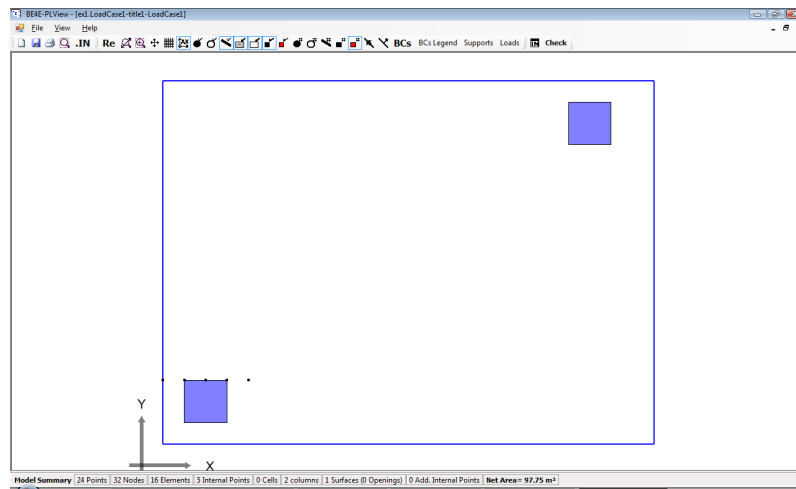 BE4E-PLView - [ex1.LoadCase1-title1-LoadCase1]
File View Help
.IN Re BCs BCs Legend Supports Loads IN Check
Y
X
Model Summary 24 Points 32 Nodes 16 Elements 5 Internal Points 0 Cells 2 columns 1 Surfaces (0 Openings) 0 Add. Internal Points Net Area= 97.75 m²